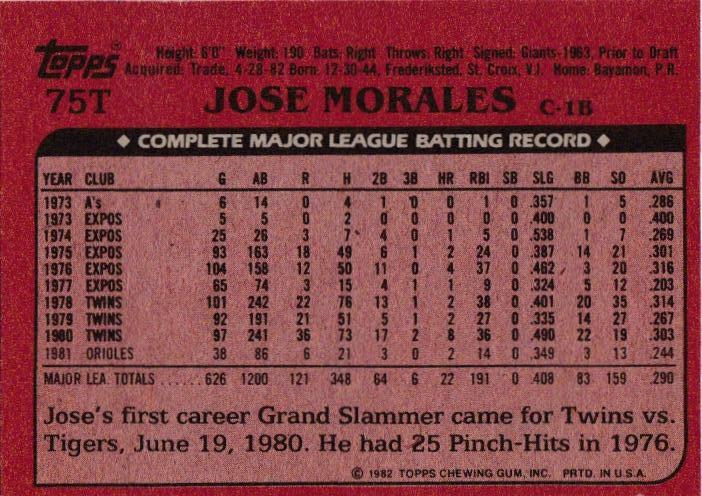 Topps® Height: 6'0" Weight: 190 Bats: Right Throws: Right Signed: Giants-1963, Prior to Draft
Acquired: Trade, 4-28-82 Born: 12-30-44, Frederiksted, St. Croix, V.I. Home: Bayamon, P.R.
75T JOSE MORALES C-1B
◆ COMPLETE MAJOR LEAGUE BATTING RECORD ◆
YEAR CLUB G AB R H 2B 3B HR RBI SB SLG BB SO AVG
1973 A's 6 14 0 4 1 0 0 1 0 .357 1 5 .286
1973 EXPOS 5 5 0 2 0 0 0 0 0 .400 0 0 .400
1974 EXPOS 25 26 3 7 4 0 1 5 0 .538 1 7 .269
1975 EXPOS 93 163 18 49 6 1 2 24 0 .387 14 21 .301
1976 EXPOS 104 158 12 50 11 0 4 37 0 .462 3 20 .316
1977 EXPOS 65 74 3 15 4 1 1 9 0 .324 5 12 .203
1978 TWINS 101 242 22 76 13 1 2 38 0 .401 20 35 .314
1979 TWINS 92 191 21 51 5 1 2 27 0 .335 14 27 .267
1980 TWINS 97 241 36 73 17 2 8 36 0 .490 22 19 .303
1981 ORIOLES 38 86 6 21 3 0 2 14 0 .349 3 13 .244
MAJOR LEA. TOTALS ...... 626 1200 121 348 64 6 22 191 0 .408 83 159 .290
Jose's first career Grand Slammer came for Twins vs.
Tigers, June 19, 1980. He had 25 Pinch-Hits in 1976.
© 1982 TOPPS CHEWING GUM, INC. PRTD. IN U.S.A.